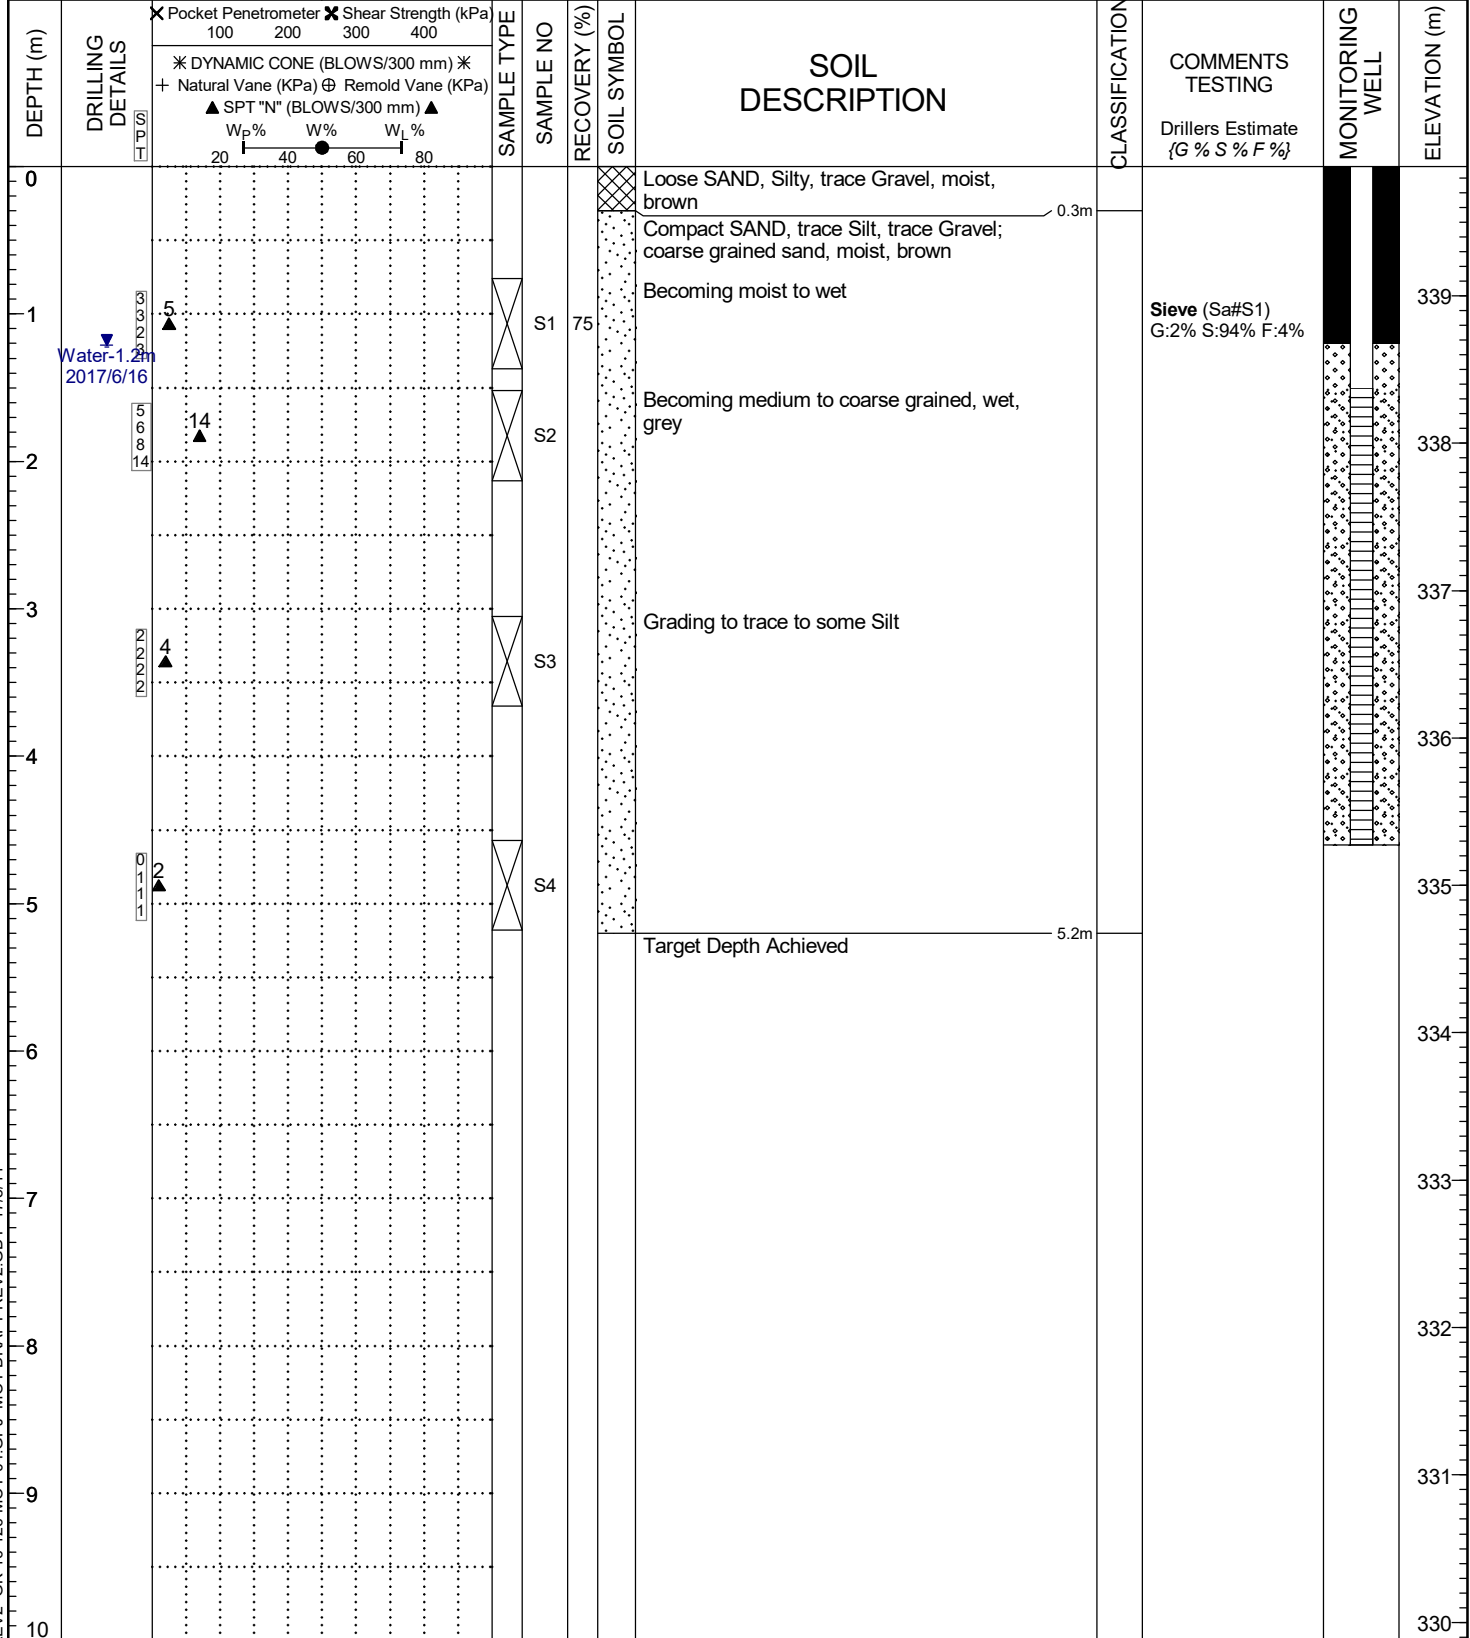 DEPTH (m)
DRILLING
DETAILS
SPT
Pocket Penetrometer Shear Strength (kPa)
100 200 300 400
DYNAMIC CONE (BLOWS/300 mm)
Natural Vane (KPa) Remold Vane (KPa)
▲ SPT "N" (BLOWS/300 mm) ▲
WP% W% WL%
20 40 60 80
SAMPLE TYPE
SAMPLE NO
RECOVERY (%)
SOIL SYMBOL
SOIL
DESCRIPTION
CLASSIFICATION
COMMENTS
TESTING
Drillers Estimate
{G % S % F %}
MONITORING
WELL
ELEVATION (m)
0
Loose SAND, Silty, trace Gravel, moist,
brown
0.3m
Compact SAND, trace Silt, trace Gravel;
coarse grained sand, moist, brown
Becoming moist to wet
1
3
3
2
3
5
S1
75
Sieve (Sa#S1)
G:2% S:94% F:4%
339
Water-1.2m
2017/6/16
5
6
8
14
14
S2
Becoming medium to coarse grained, wet,
grey
338
2
337
3
2
2
2
2
4
S3
Grading to trace to some Silt
336
4
0
1
1
1
2
S4
335
5
5.2m
Target Depth Achieved
334
6
333
7
332
8
331
9
330
10